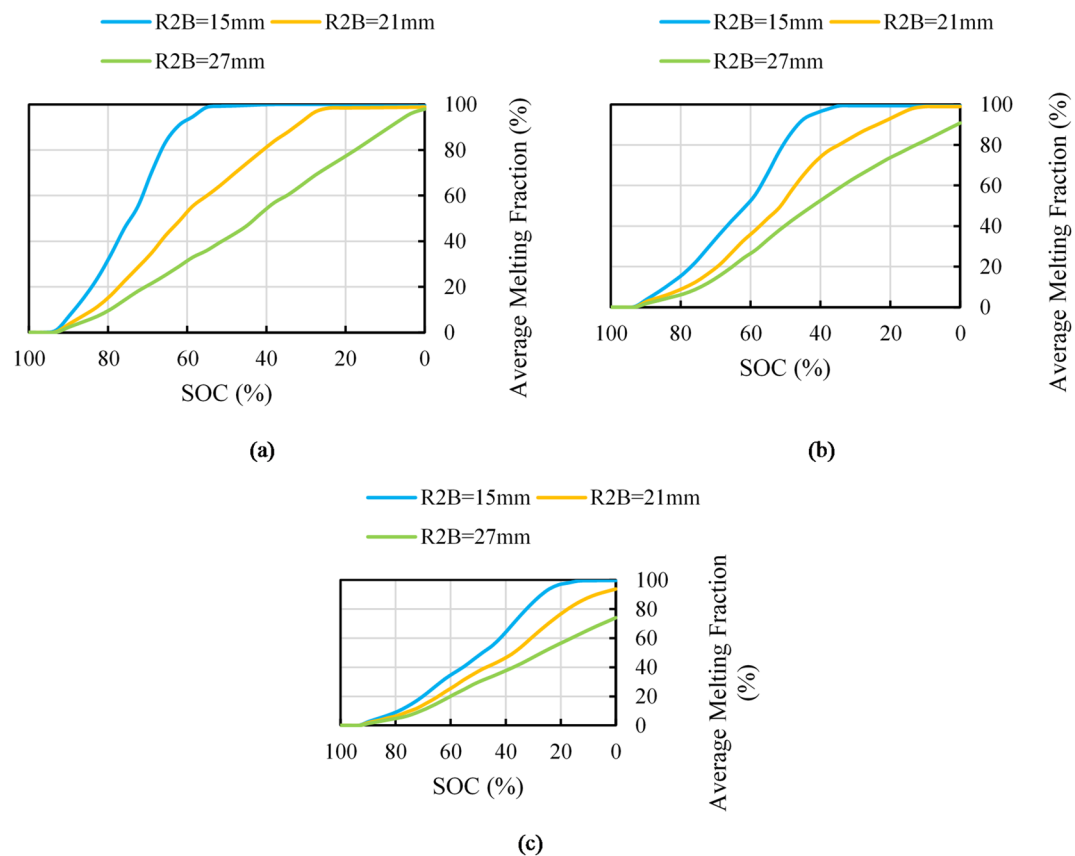 R2B=15mm R2B=21mm
R2B=27mm
100
80
60
40
20
0
100 80 60 40 20 0
SOC (%)
Average Melting Fraction (%)
(a)
R2B=15mm R2B=21mm
R2B=27mm
100
80
60
40
20
0
100 80 60 40 20 0
SOC (%)
Average Melting Fraction (%)
(b)
R2B=15mm R2B=21mm
R2B=27mm
100
80
60
40
20
0
100 80 60 40 20 0
SOC (%)
Average Melting Fraction
(%)
(c)